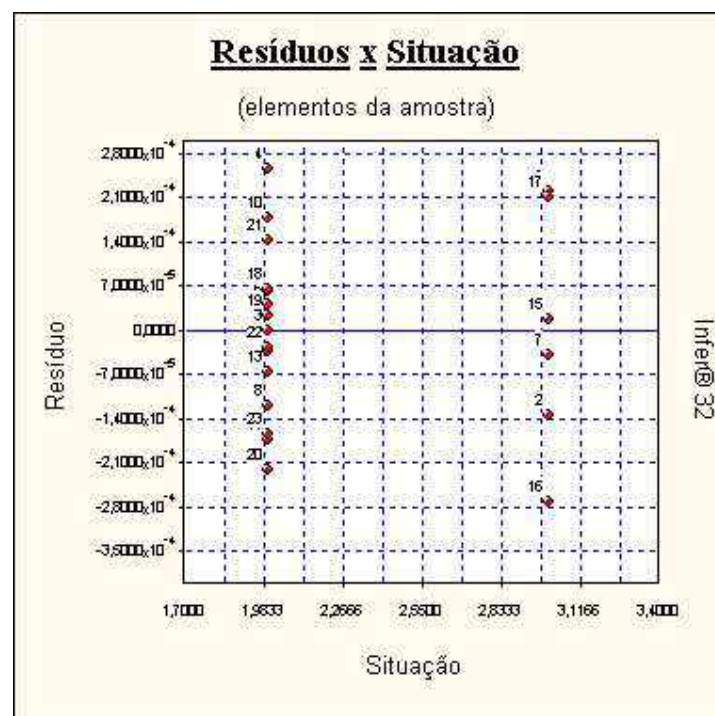 Resíduos x Situação
(elementos da amostra)
2,8000x10⁻⁴
2,1000x10⁻⁴
1,4000x10⁻⁴
7,0000x10⁻⁵
0,0000
-7,0000x10⁻⁵
-1,4000x10⁻⁴
-2,1000x10⁻⁴
-2,8000x10⁻⁴
-3,5000x10⁻⁴
Resíduo
10
21
18
19
3
22
13
8
23
20
17
15
7
2
16
Infer® 32
1,7000 1,9833 2,2666 2,5500 2,8333 3,1166 3,4000
Situação